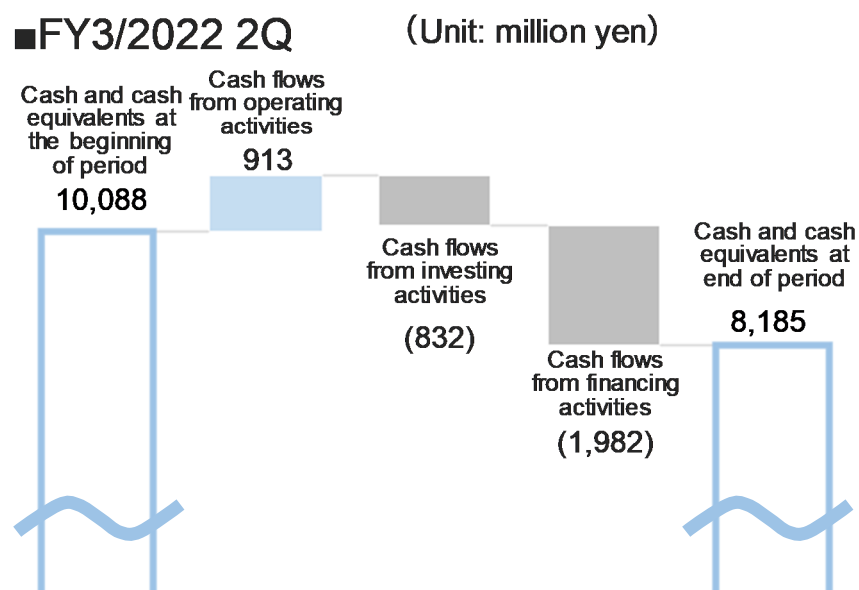 ■FY3/2022 2Q
(Unit: million yen)
Cash and cash
equivalents at
the beginning
of period
10,088
Cash flows
from operating
activities
913
Cash flows
from investing
activities
(832)
Cash flows
from financing
activities
(1,982)
Cash and cash
equivalents at
end of period
8,185